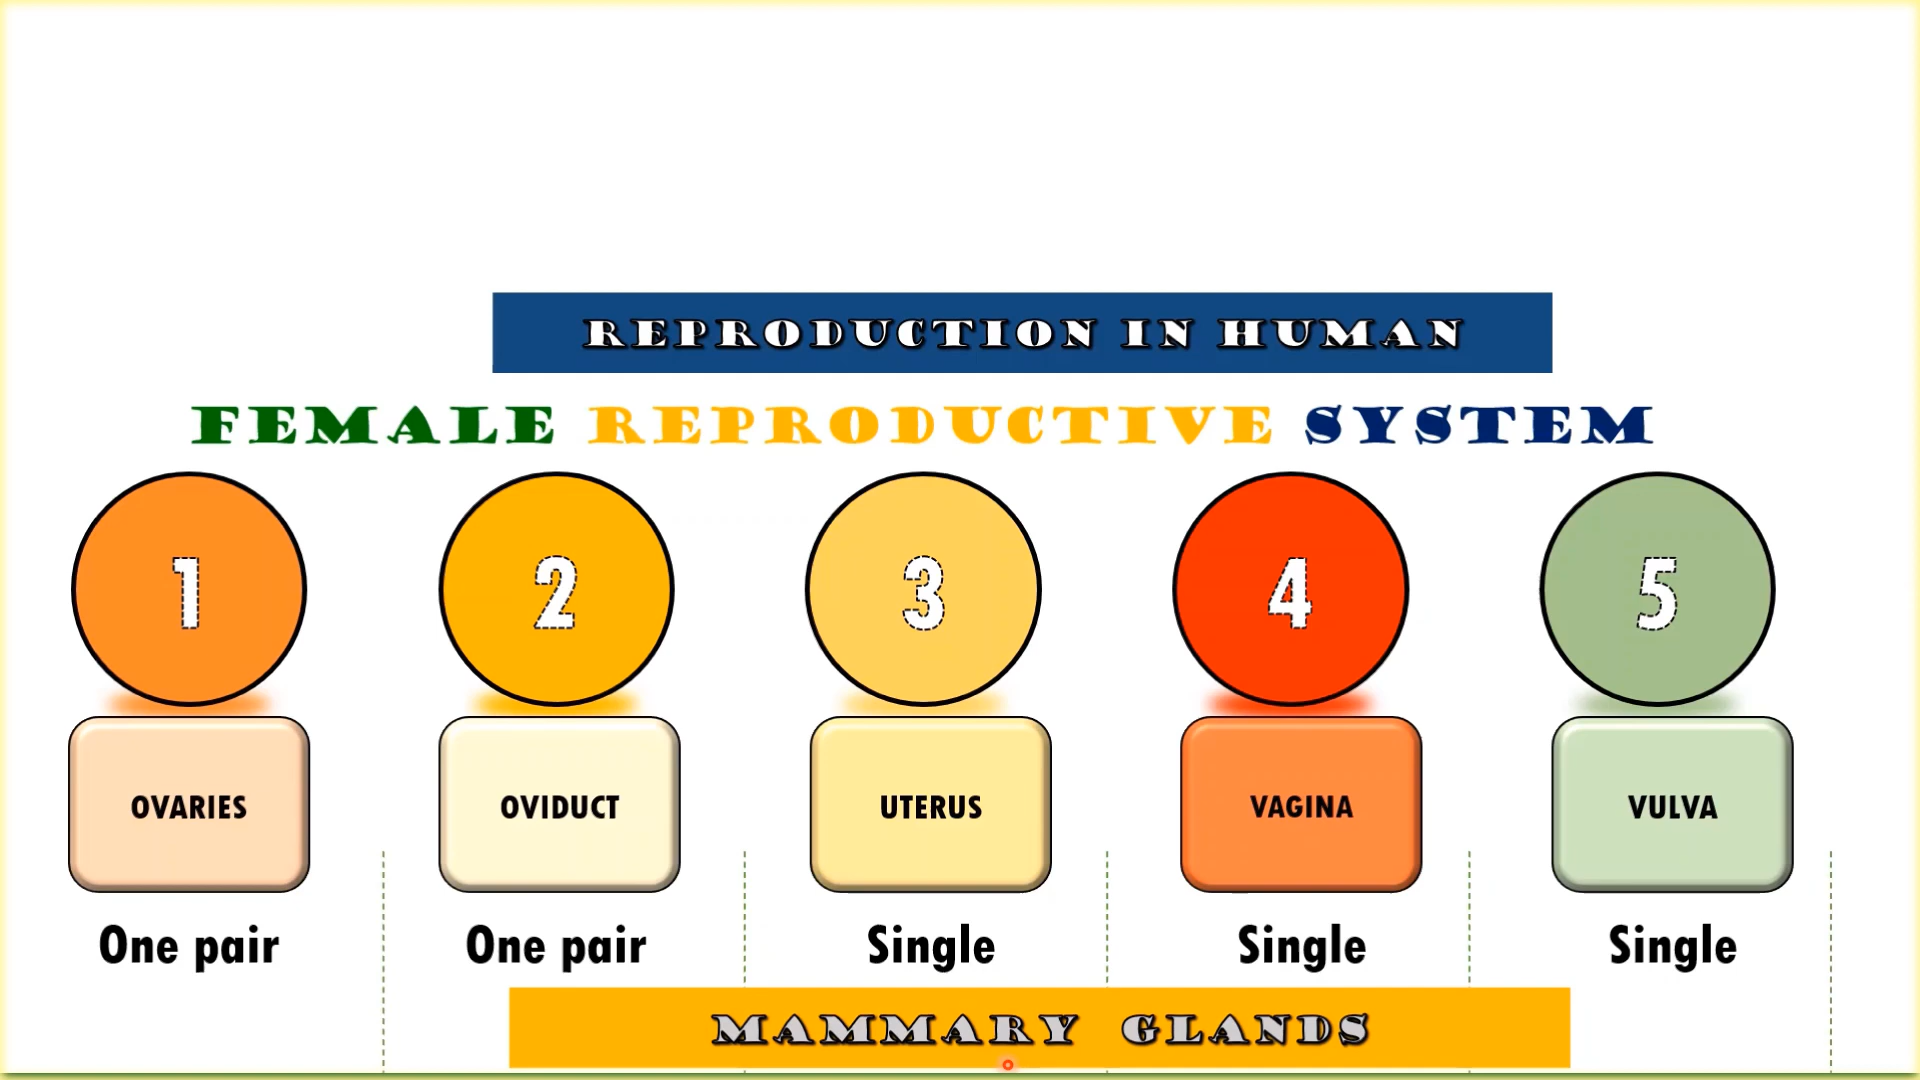 REPRODUCTION IN HUMAN
FEMALE REPRODUCTIVE SYSTEM
1 2 3 4 5
OVARIES OVIDUCT UTERUS VAGINA VULVA
One pair One pair Single Single Single
MAMMARY GLANDS